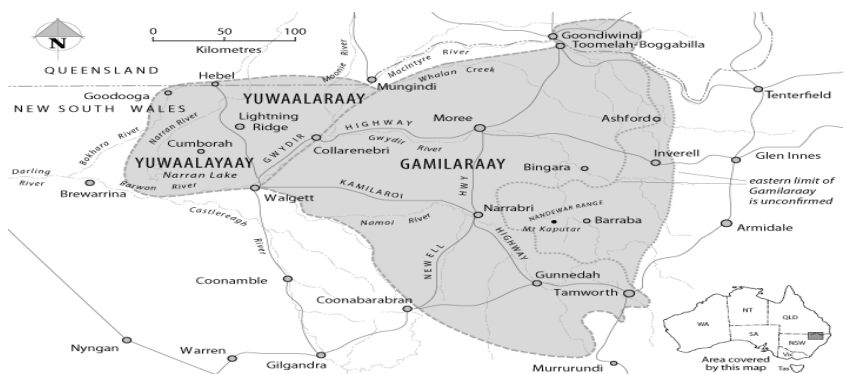 N
0 50 100
Kilometres
Goondiwindi
Toomelah-Boggabilla
Moonie River
Macintyre River
Whalan Creek
QUEENSLAND
Hebel
Mungindi
Goodooga
NEW SOUTH WALES
YUWAALARAAY
Tenterfield
Bokhara River
Narran River
Lightning
Ridge
Moree
Ashford
Cumborah
GWYDIR HIGHWAY
Gwydir River
Collarenebri
YUWAALAYAAY
Narran Lake
GAMILARAAY
Bingara
Inverell
Glen Innes
Darling
River
Brewarrina
Barwon River
Walgett
KAMILAROI HWY
eastern limit of
Gamilaraay
is unconfirmed
Castlereagh River
Namoi River
Narrabri
NANDEWAR RANGE
Mt Kaputar
Barraba
Armidale
NEWELL HIGHWAY
Coonamble
Gunnedah
Coonabarabran
Tamworth
Nyngan
Warren
Gilgandra
Murrurundi
WA
NT
QLD
SA
NSW
Vic
Tas
Area covered
by this map